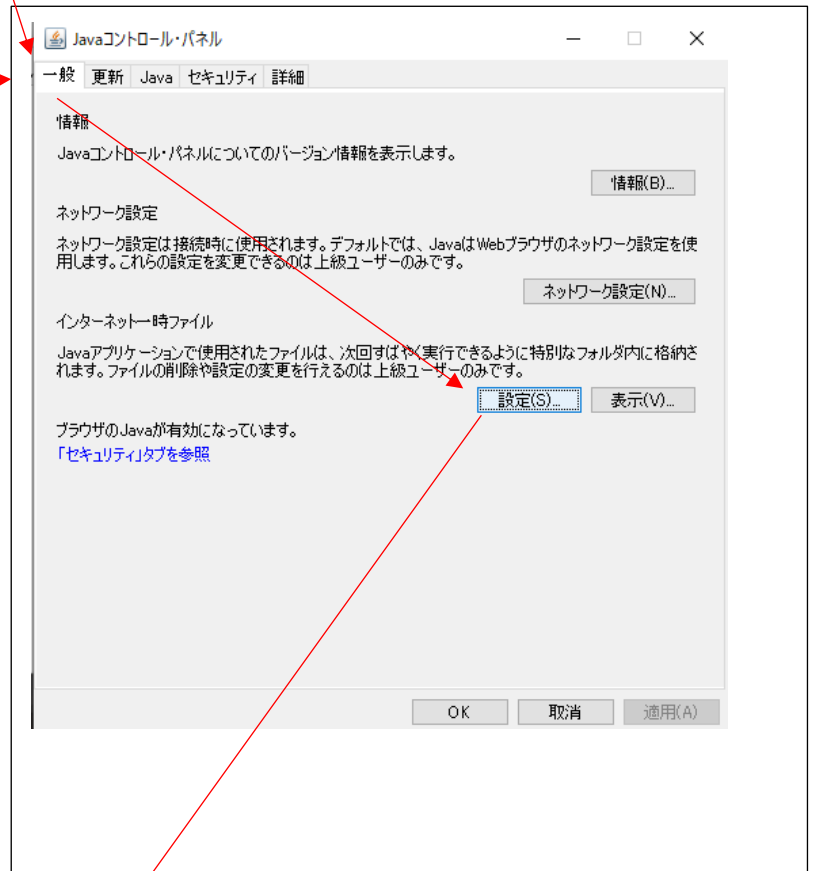 Javaコントロール・パネル
一般 更新 Java セキュリティ 詳細
情報
Javaコントロール・パネルについてのバージョン情報を表示します。
情報(B)...
ネットワーク設定
ネットワーク設定は接続時に使用されます。デフォルトでは、JavaはWebブラウザのネットワーク設定を使
用します。これらの設定を変更できるのは上級ユーザーのみです。
ネットワーク設定(N)...
インターネット一時ファイル
Javaアプリケーションで使用されたファイルは、次回すばやく実行できるように特別なフォルダ内に格納さ
れます。ファイルの削除や設定の変更を行えるのは上級ユーザーのみです。
設定(S)... 表示(V)...
ブラウザのJavaが有効になっています。
「セキュリティ」タブを参照
OK 取消 適用(A)